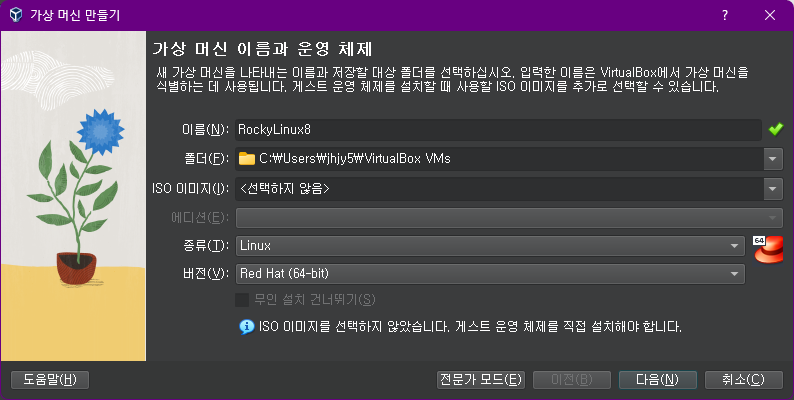 가상 머신 만들기
가상 머신 이름과 운영 체제
새 가상 머신을 나타내는 이름과 저장할 대상 폴더를 선택하십시오. 입력한 이름은 VirtualBox에서 가상 머신을
식별하는 데 사용됩니다. 게스트 운영 체제를 설치할 때 사용할 ISO 이미지를 추가로 선택할 수 있습니다.
이름(N): RockyLinux8
폴더(F): C:₩Users₩jhjy5₩VirtualBox VMs
ISO 이미지(I): <선택하지 않음>
에디션(E):
종류(T): Linux
64
버전(V): Red Hat (64-bit)
무인 설치 건너뛰기(S)
ISO 이미지를 선택하지 않았습니다. 게스트 운영 체제를 직접 설치해야 합니다.
도움말(H) 전문가 모드(E) 이전(B) 다음(N) 취소(C)